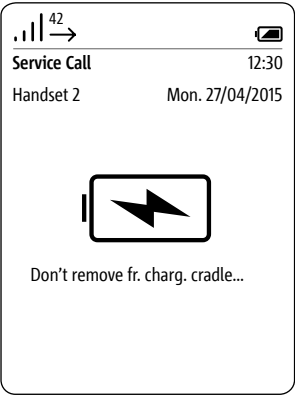 42
Service Call 12:30
Handset 2 Mon. 27/04/2015
Don't remove fr. charg. cradle...